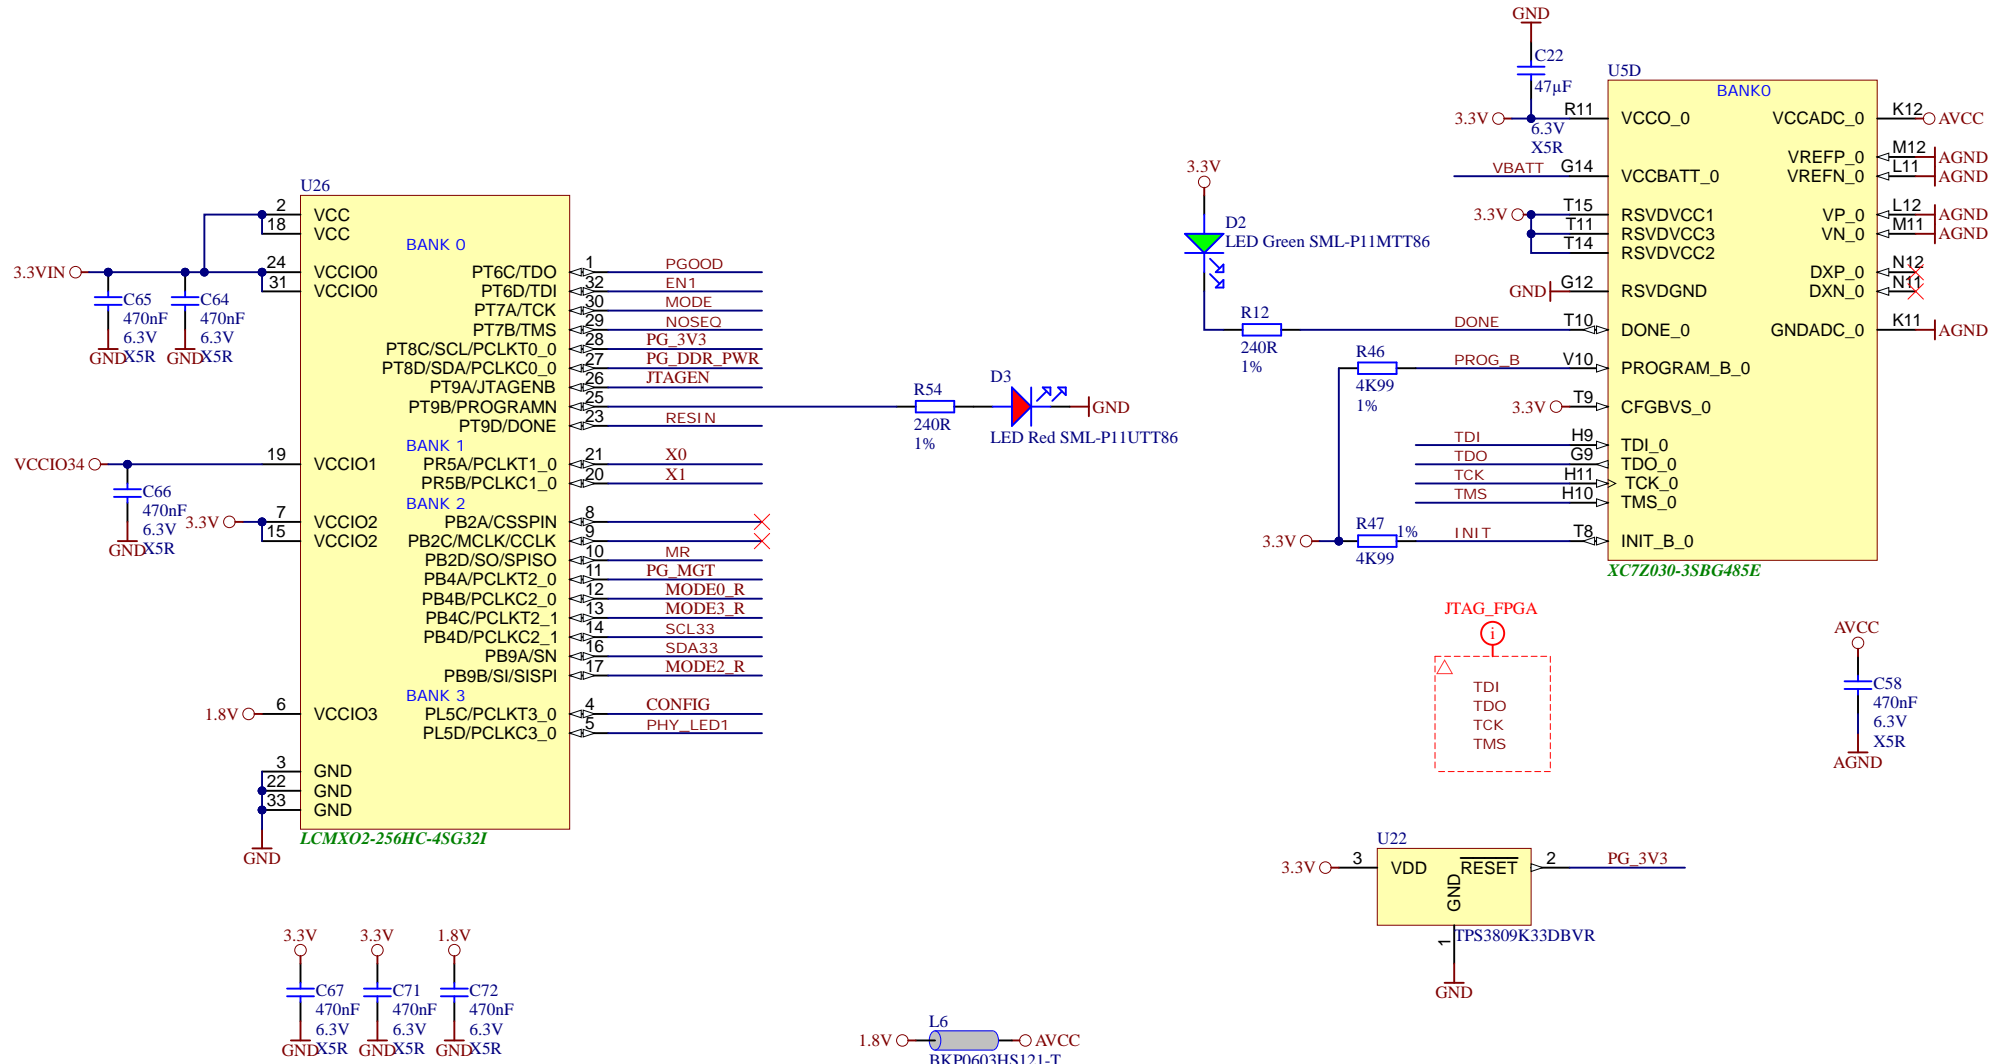 U26
2 VCC
18 VCC
BANK 0
3.3VIN
24 VCCIO0
31 VCCIO0
C65
470nF
6.3V
X5R
GND
C64
470nF
6.3V
X5R
GND
PT6C/TDO 1 PGOOD
PT6D/TDI 32 EN1
PT7A/TCK 30 MODE
PT7B/TMS 29 NOSEQ
PT8C/SCL/PCLKT0_0 28 PG_3V3
PT8D/SDA/PCLKC0_0 27 PG_DDR_PWR
PT9A/JTAGENB 26 JTAGEN
PT9B/PROGRAMN 25
PT9D/DONE 23 RESIN
BANK 1
VCCIO34
19 VCCIO1
PR5A/PCLKT1_0 21 X0
PR5B/PCLKC1_0 20 X1
C66
470nF
6.3V
X5R
GND
BANK 2
3.3V
7 VCCIO2
15 VCCIO2
PB2A/CSSPIN 8
PB2C/MCLK/CCLK 9
PB2D/SO/SPISO 10 MR
PB4A/PCLKT2_0 11 PG_MGT
PB4B/PCLKC2_0 12 MODE0_R
PB4C/PCLKT2_1 13 MODE3_R
PB4D/PCLKC2_1 14 SCL33
PB9A/SN 16 SDA33
PB9B/SI/SISPI 17 MODE2_R
BANK 3
1.8V
6 VCCIO3
PL5C/PCLKT3_0 4 CONFIG
PL5D/PCLKC3_0 5 PHY_LED1
3 GND
22 GND
33 GND
GND
LCMXO2-256HC-4SG32I
R54
240R
1%
D3
GND
LED Red SML-P11UTT86
3.3V
D2
LED Green SML-P11MTT86
R12
240R
1%
GND
C22
47µF
6.3V
X5R
U5D
BANK0
3.3V R11 VCCO_0
VBATT G14 VCCBATT_0
3.3V T15 RSVDVCC1
T11 RSVDVCC3
T14 RSVDVCC2
GND G12 RSVDGND
DONE T10 DONE_0
R46
4K99
1%
PROG_B V10 PROGRAM_B_0
3.3V T9 CFGBVS_0
TDI H9 TDI_0
TDO G9 TDO_0
TCK H11 TCK_0
TMS H10 TMS_0
3.3V
R47
1%
4K99
INIT T8 INIT_B_0
VCCADC_0 K12 AVCC
VREFP_0 M12 AGND
VREFN_0 L11 AGND
VP_0 L12 AGND
VN_0 M11 AGND
DXP_0 N12
DXN_0 N11
GNDADC_0 K11 AGND
XC7Z030-3SBG485E
JTAG_FPGA
i
TDI
TDO
TCK
TMS
AVCC
C58
470nF
6.3V
X5R
AGND
U22
3.3V 3 VDD
RESET 2 PG_3V3
GND
1
TPS3809K33DBVR
GND
3.3V
C67
470nF
6.3V
X5R
GND
3.3V
C71
470nF
6.3V
X5R
GND
1.8V
C72
470nF
6.3V
X5R
GND
L6
1.8V AVCC
BKP0603HS121-T